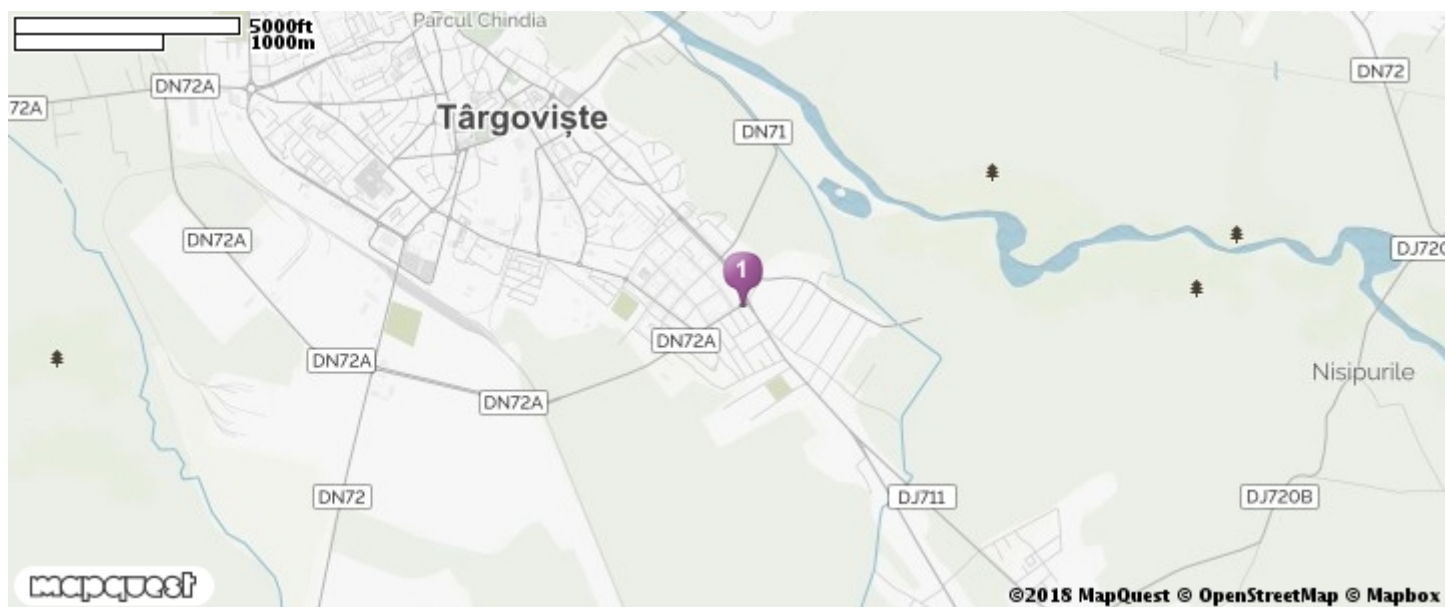 5000ft
1000m
Parcul Chindia
DN72A
72A
Târgoviște
DN71
DN72
DN72A
DJ720
1
DN72A
DN72A
Nisipurile
DN72A
DN72
DJ711
DJ720B
mapquest
©2018 MapQuest © OpenStreetMap © Mapbox